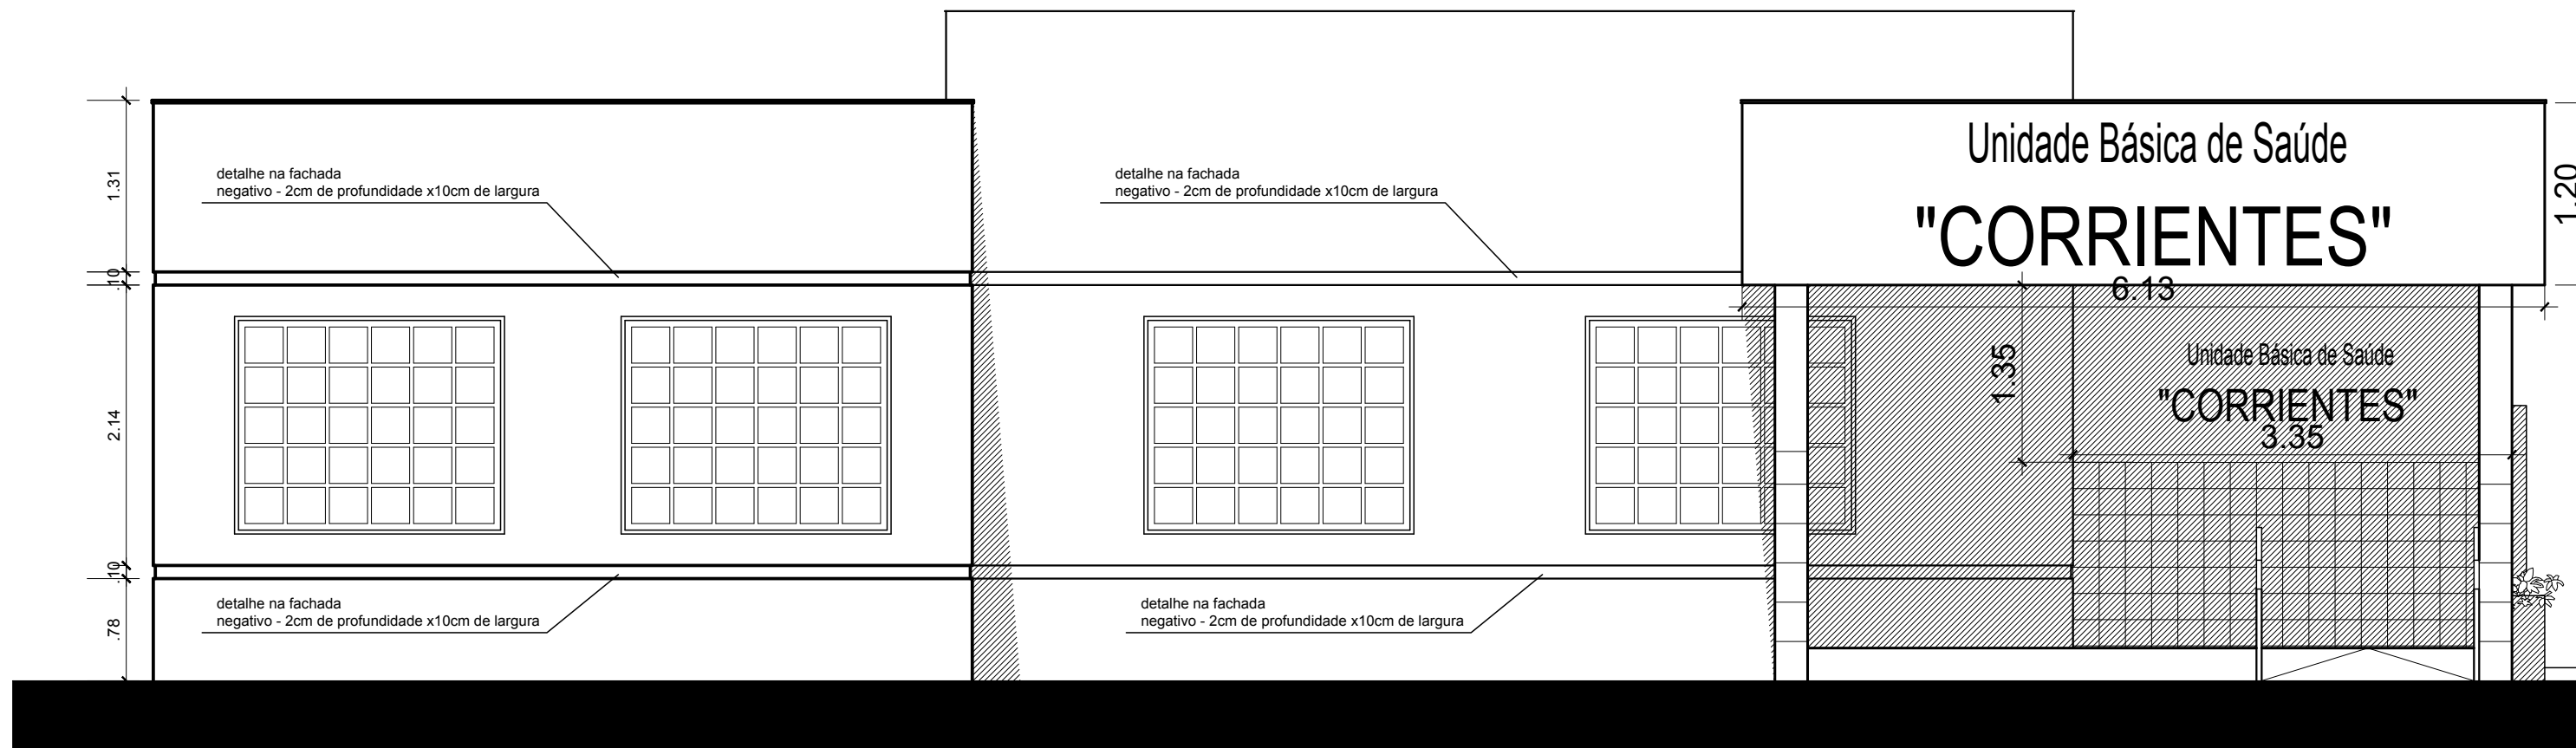 detalhe na fachada
negativo - 2cm de profundidade x10cm de largura
detalhe na fachada
negativo - 2cm de profundidade x10cm de largura
Unidade Básica de Saúde
"CORRIENTES"
1.20
6.13
1.31
.10
2.14
.10
.78
1.35
Unidade Básica de Saúde
"CORRIENTES"
3.35
detalhe na fachada
negativo - 2cm de profundidade x10cm de largura
detalhe na fachada
negativo - 2cm de profundidade x10cm de largura